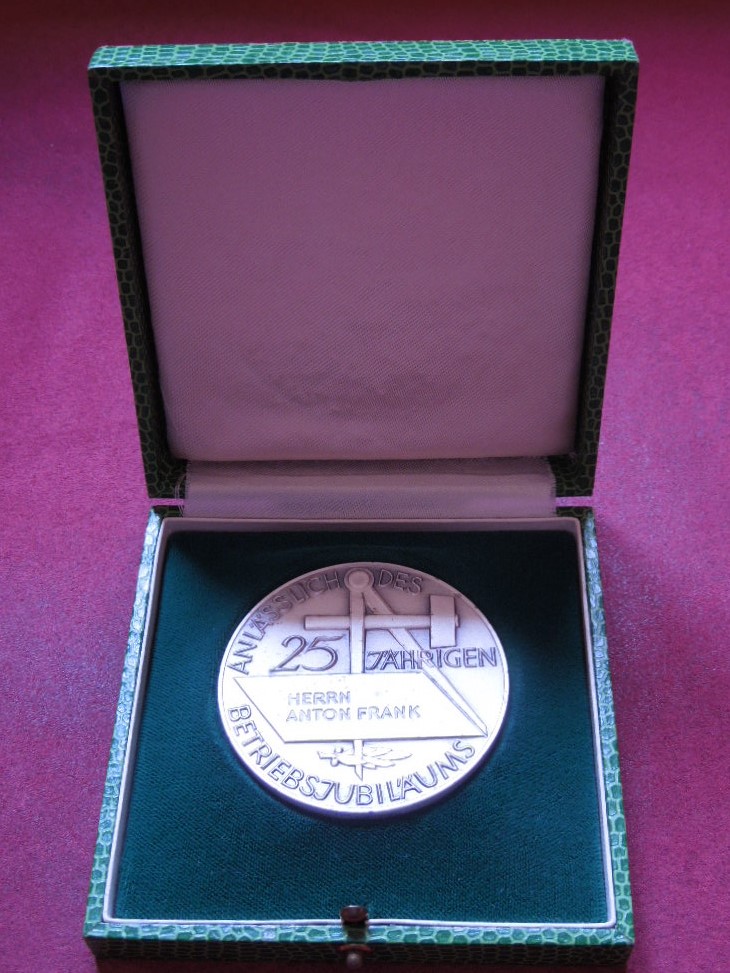 ANLÄSSLICH DES
25 JÄHRIGEN
HERRN
ANTON FRANK
BETRIEBSJUBILÄUMS